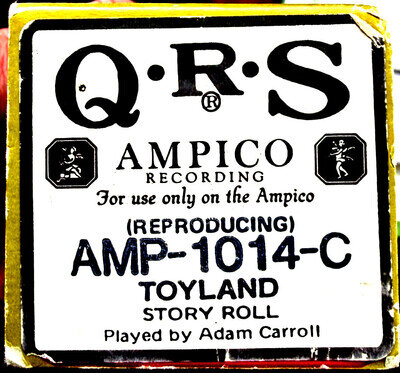 Q·R·S
®
AMPICO
RECORDING
For use only on the Ampico
(REPRODUCING)
AMP-1014-C
TOYLAND
STORY ROLL
Played by Adam Carroll